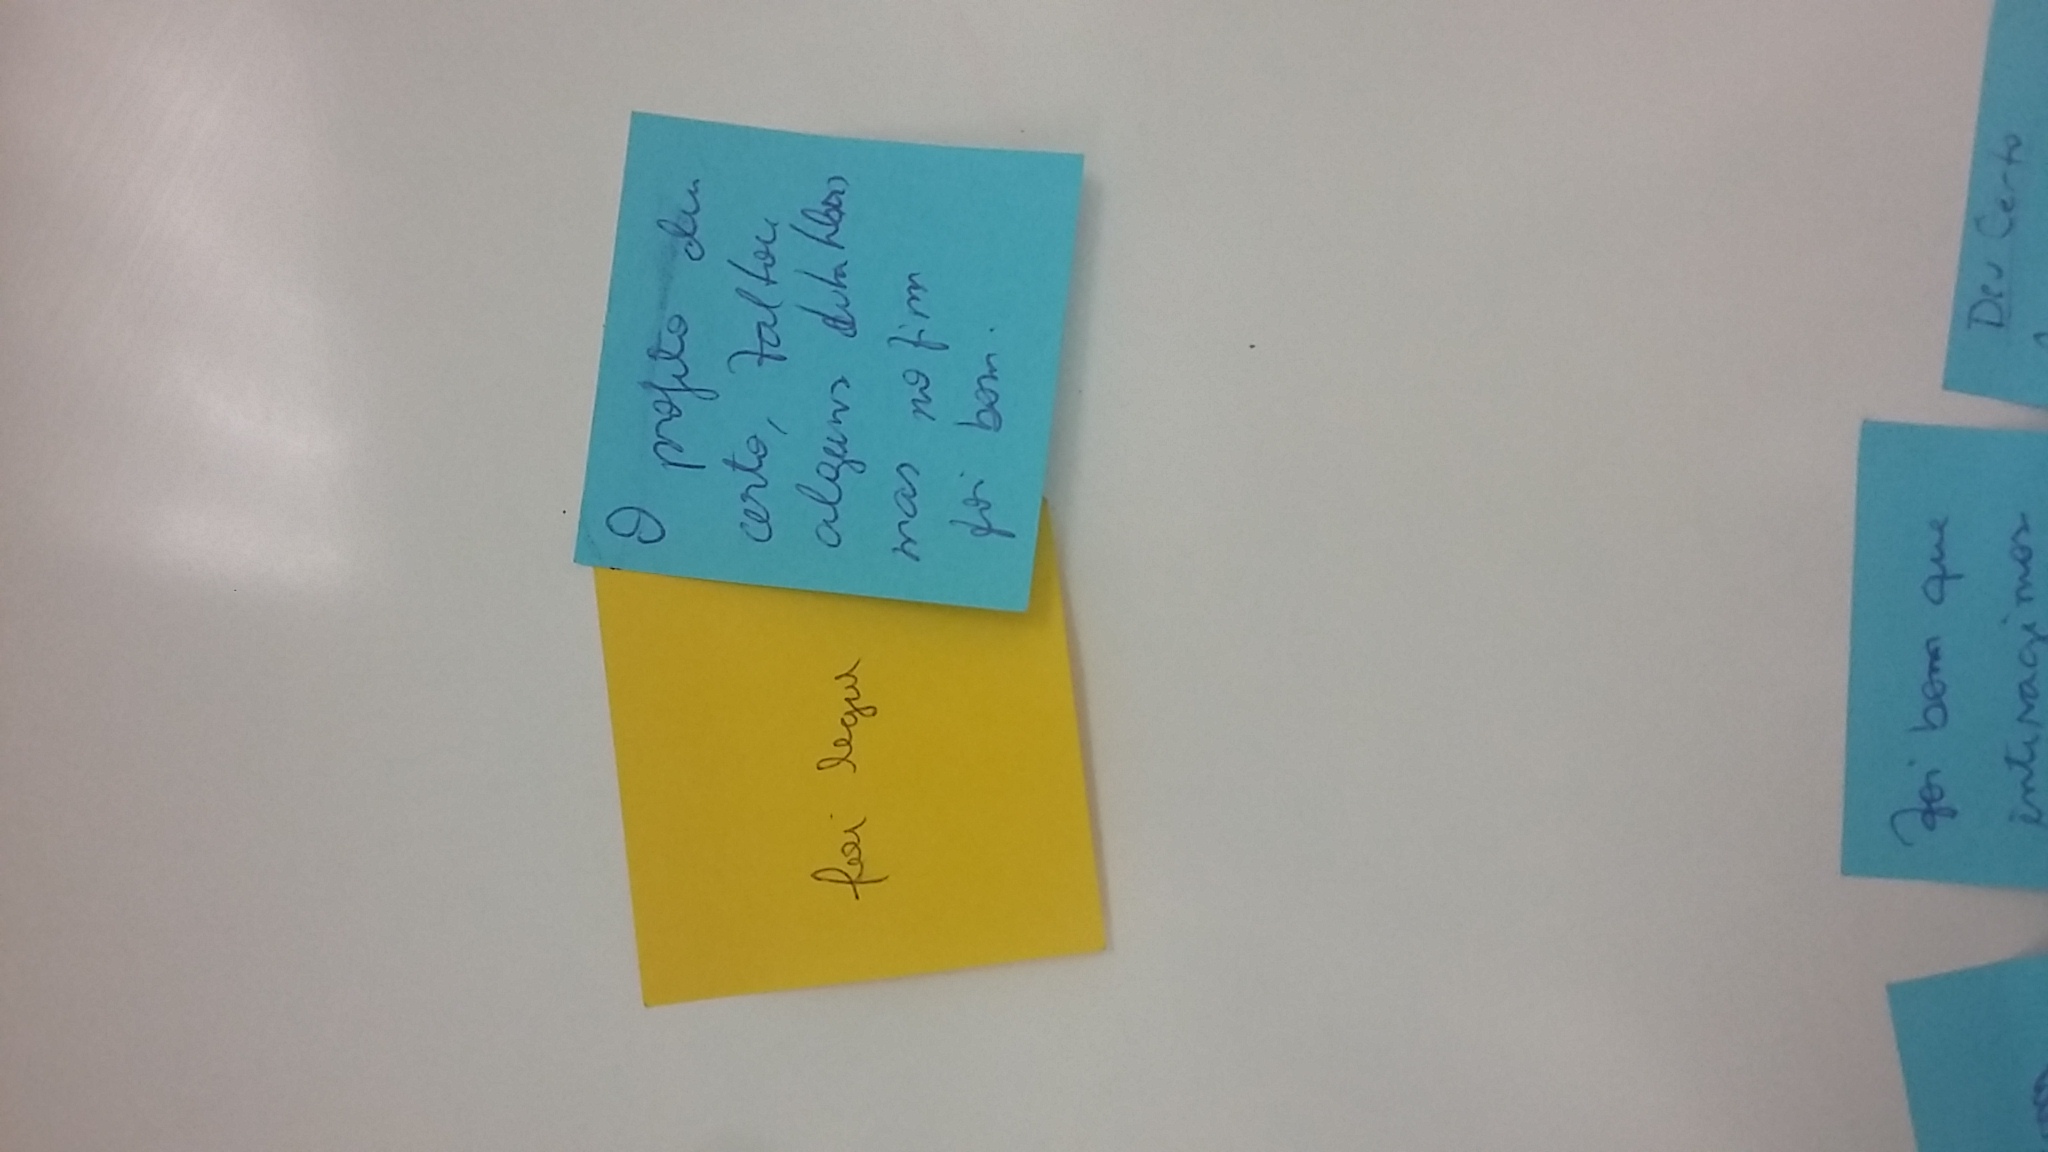 foi legal
O projeto deu
certo, faltou
alguns detalhes
mas no fim
foi bom.
Foi bom que
interagimos
Deu Certo